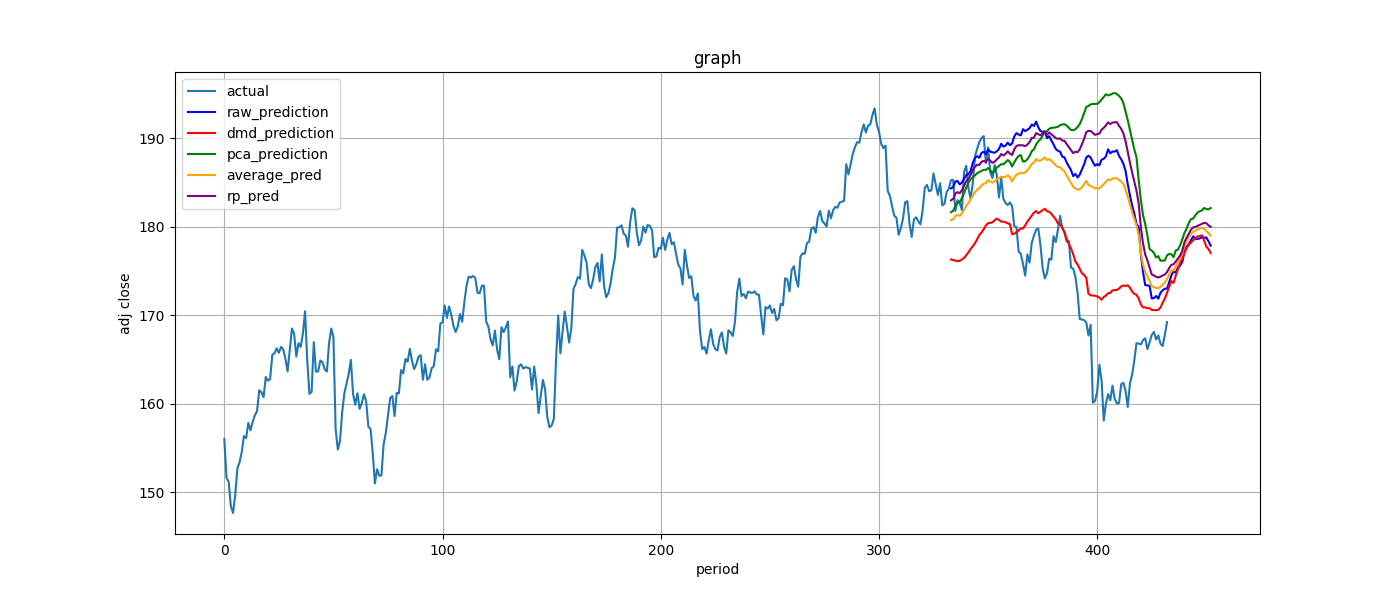 graph
actual
raw_prediction
dmd_prediction
pca_prediction
average_pred
rp_pred
190
180
170
160
150
adj close
0 100 200 300 400
period